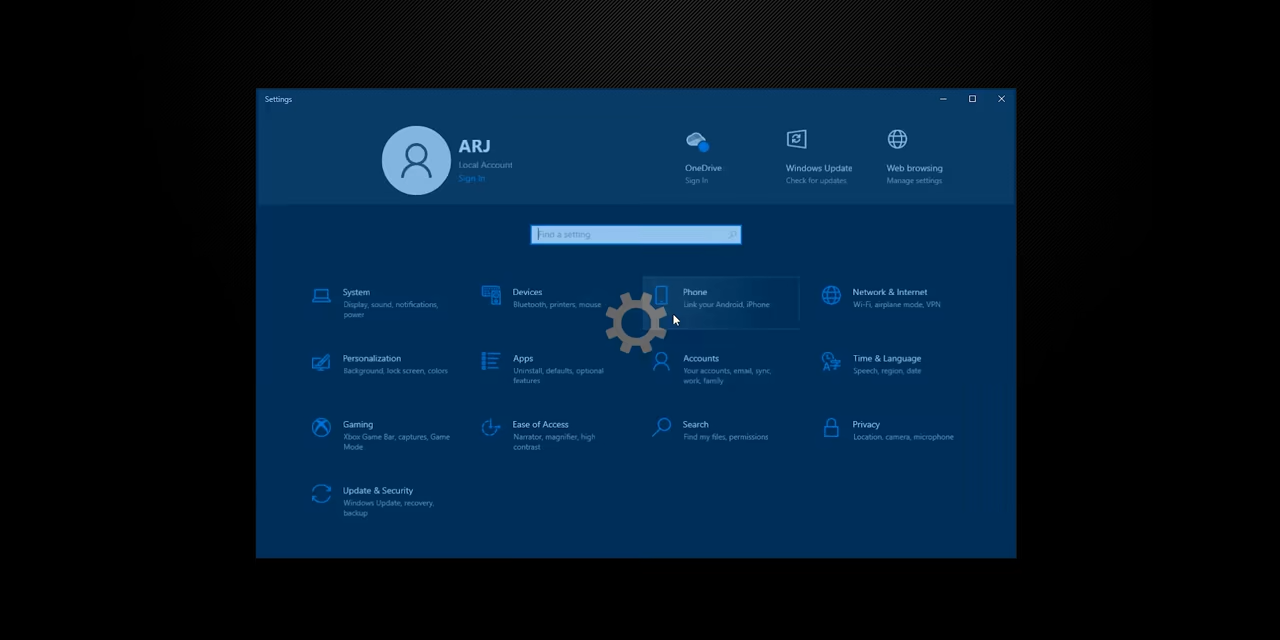 Settings
ARJ
Local Account
Sign In
OneDrive
Sign In
Windows Update
Check for updates
Web browsing
Manage settings
Find a setting
System
Display, sound, notifications,
power
Devices
Bluetooth, printers, mouse
Phone
Link your Android, iPhone
Network & Internet
Wi-Fi, airplane mode, VPN
Personalization
Background, lock screen, colors
Apps
Uninstall, defaults, optional
features
Accounts
Your accounts, email, sync,
work, family
Time & Language
Speech, region, date
Gaming
Xbox Game Bar, captures, Game
Mode
Ease of Access
Narrator, magnifier, high
contrast
Search
Find my files, permissions
Privacy
Location, camera, microphone
Update & Security
Windows Update, recovery,
backup